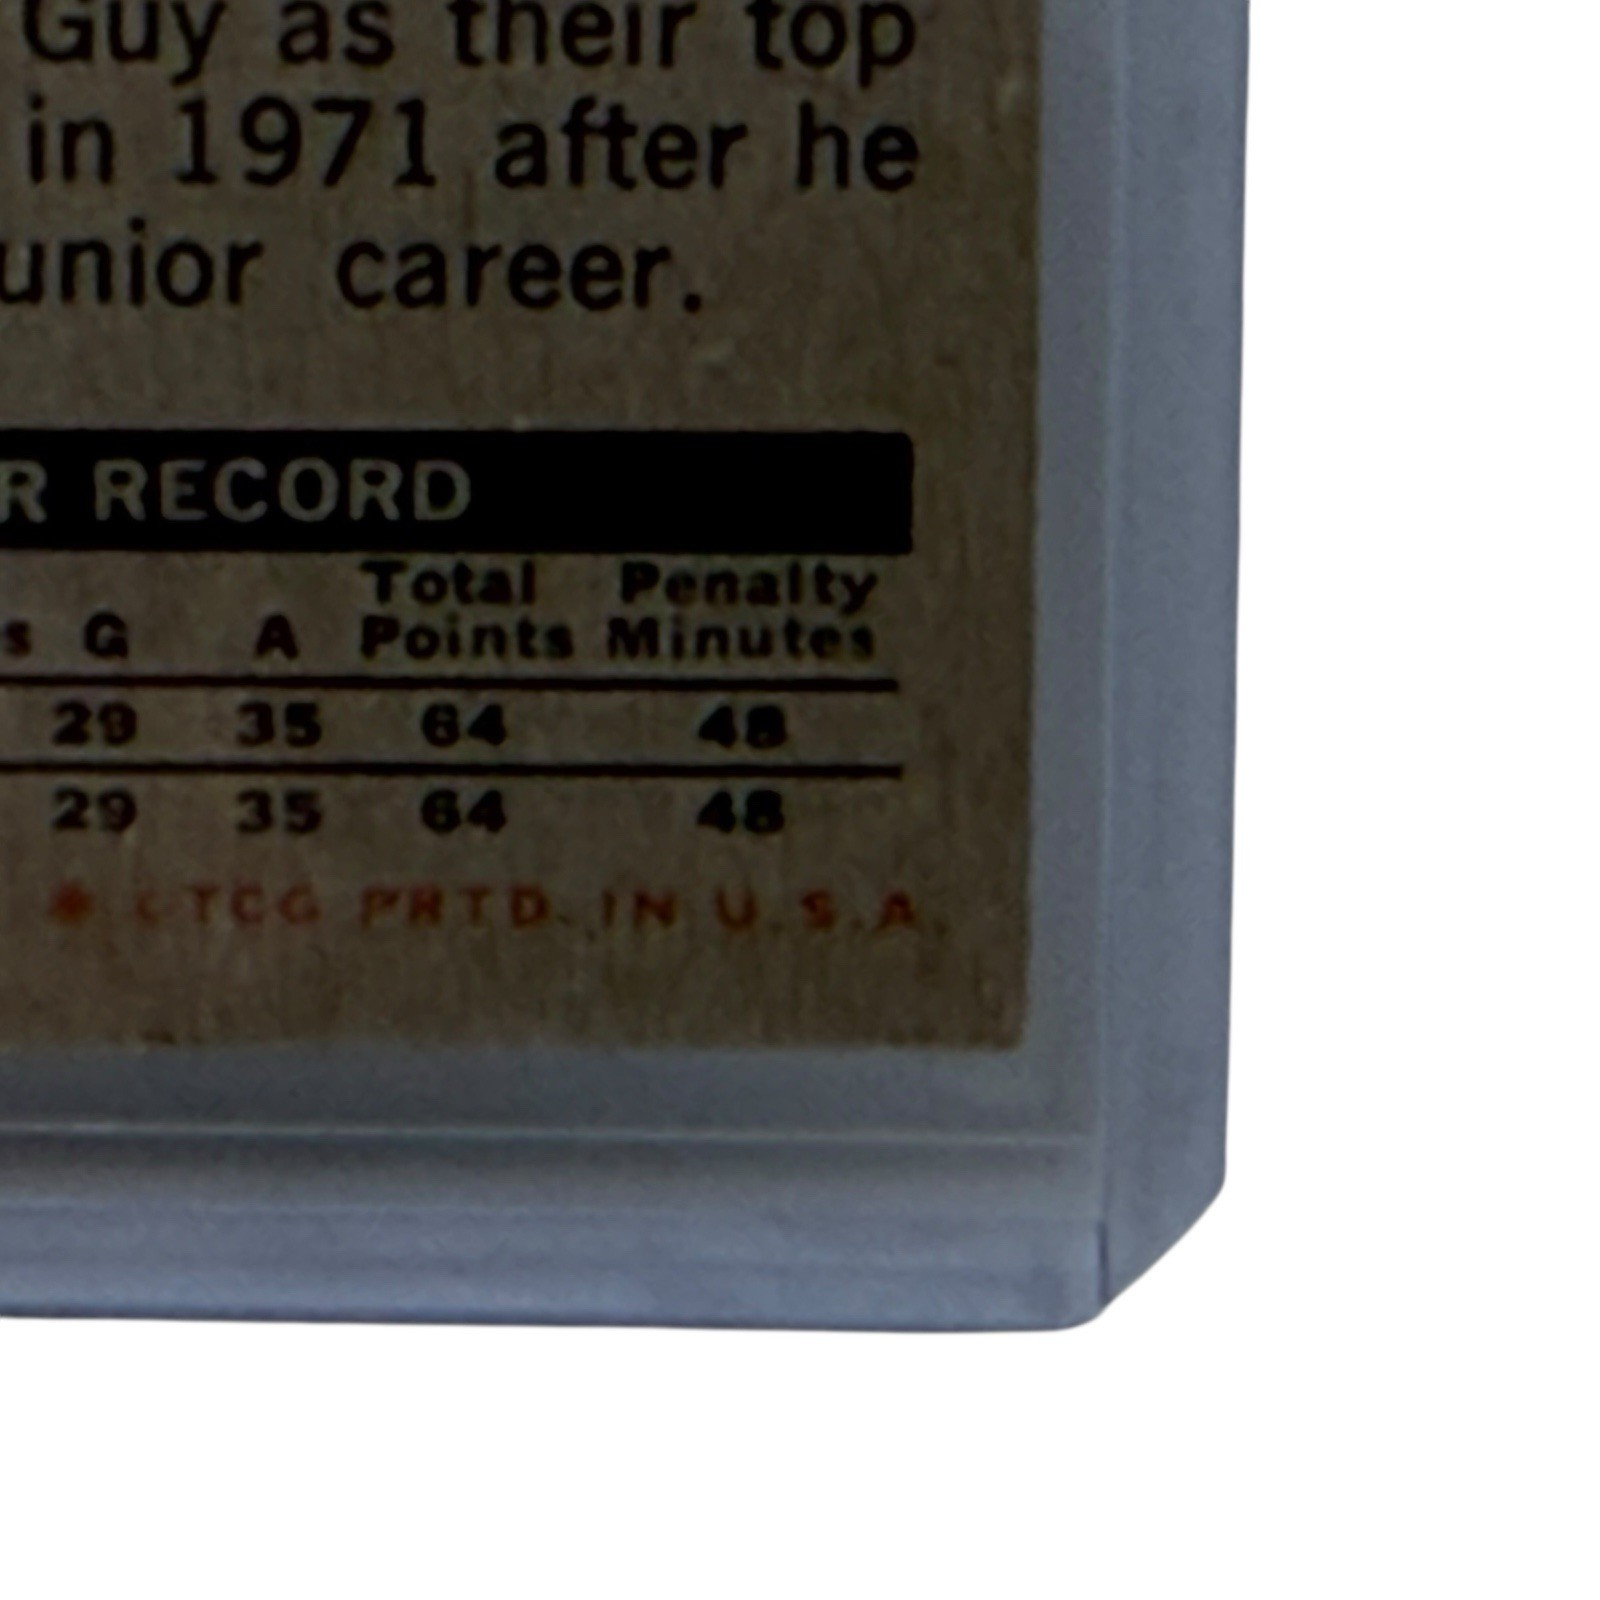 Guy as their top
in 1971 after he
unior career.
R RECORD
Total Penalty
s G A Points Minutes
29 35 64 48
29 35 64 48
* © TCG PRTD. IN U.S.A.